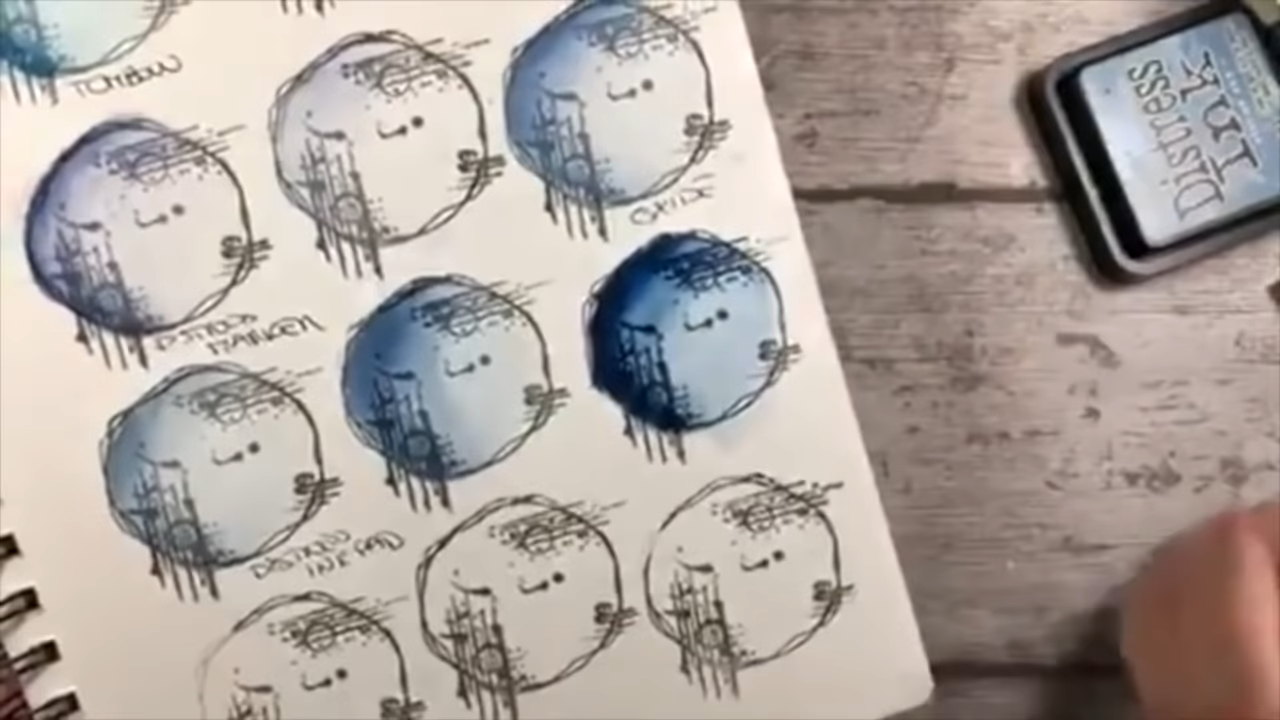 TOMBOW
DISTRESS
MARKER
OXIDE
DISTRESS
INK PAD
Distress
Ink